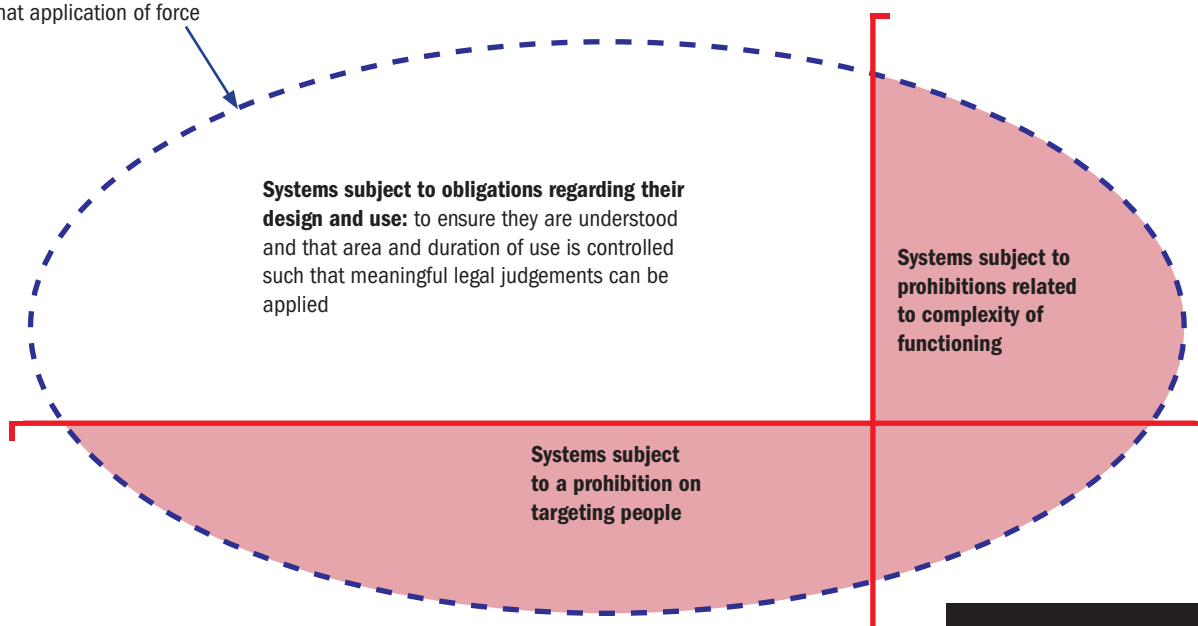 hat application of force
Systems subject to obligations regarding their
design and use: to ensure they are understood
and that area and duration of use is controlled
such that meaningful legal judgements can be
applied
Systems subject to
prohibitions related
to complexity of
functioning
Systems subject
to a prohibition on
targeting people